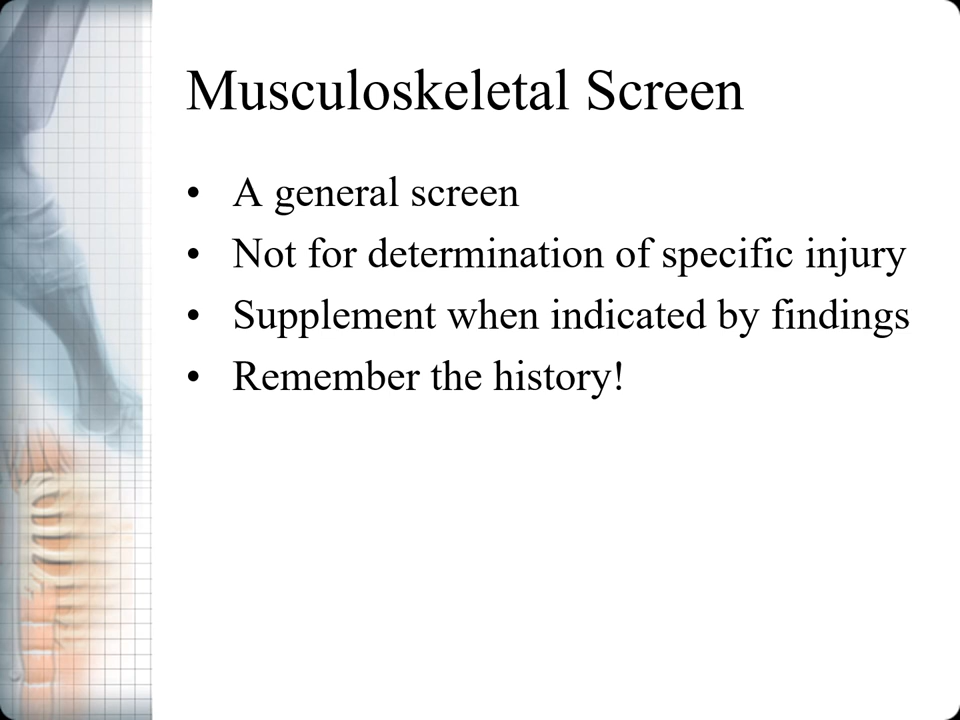 Musculoskeletal Screen
• A general screen
• Not for determination of specific injury
• Supplement when indicated by findings
• Remember the history!